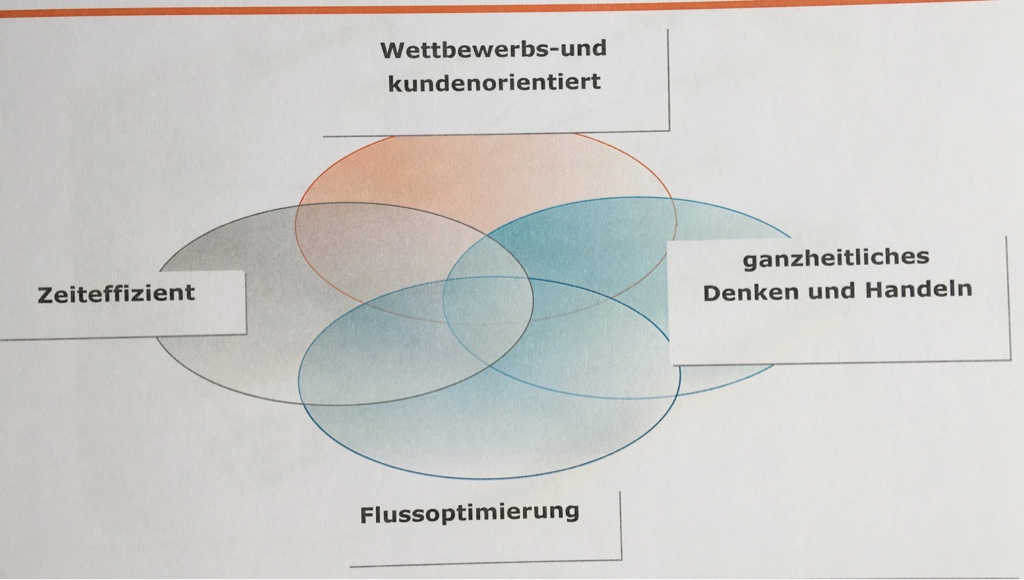 Wettbewerbs-und
kundenorientiert
ganzheitliches
Denken und Handeln
Zeiteffizient
Flussoptimierung